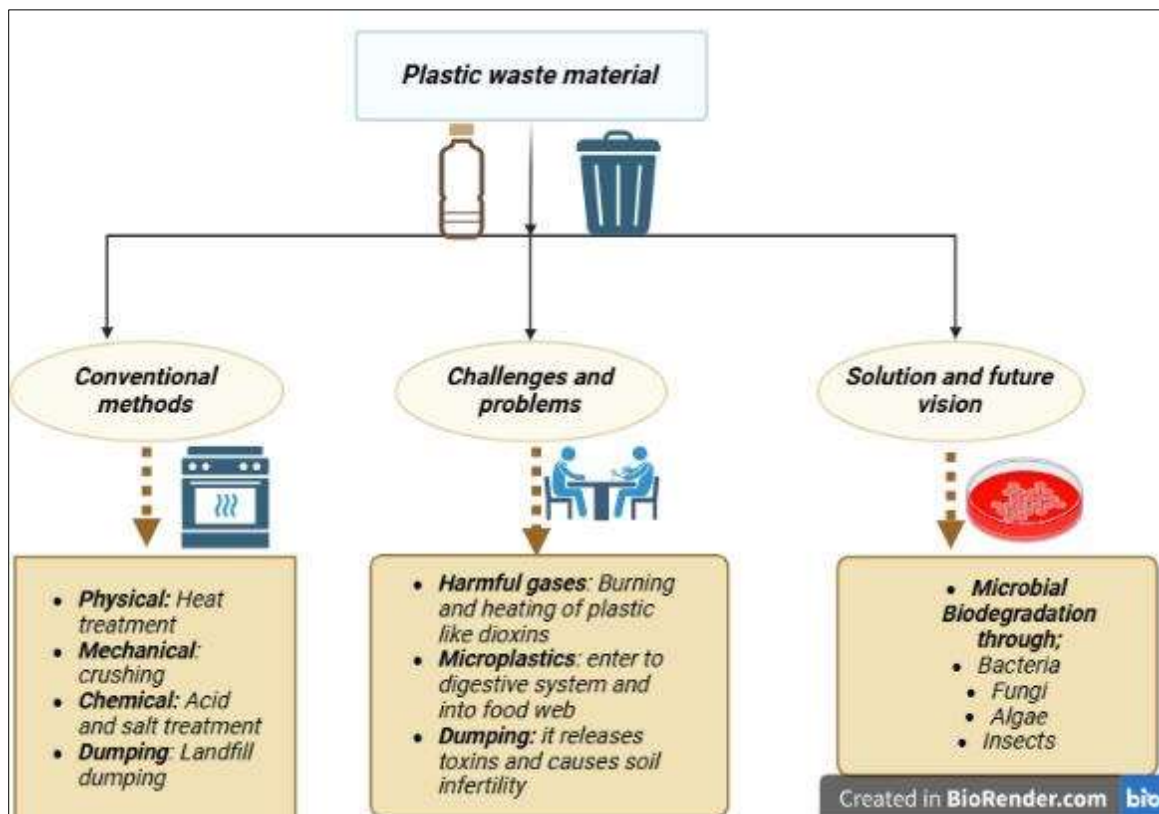 Plastic waste material
Conventional
methods
Challenges and
problems
Solution and future
vision
• Physical: Heat
treatment
• Mechanical:
crushing
• Chemical: Acid
and salt treatment
• Dumping: Landfill
dumping
• Harmful gases: Burning
and heating of plastic
like dioxins
• Microplastics: enter to
digestive system and
into food web
• Dumping: it releases
toxins and causes soil
infertility
• Microbial
Biodegradation
through;
• Bacteria
• Fungi
• Algae
• Insects
Created in BioRender.com bio